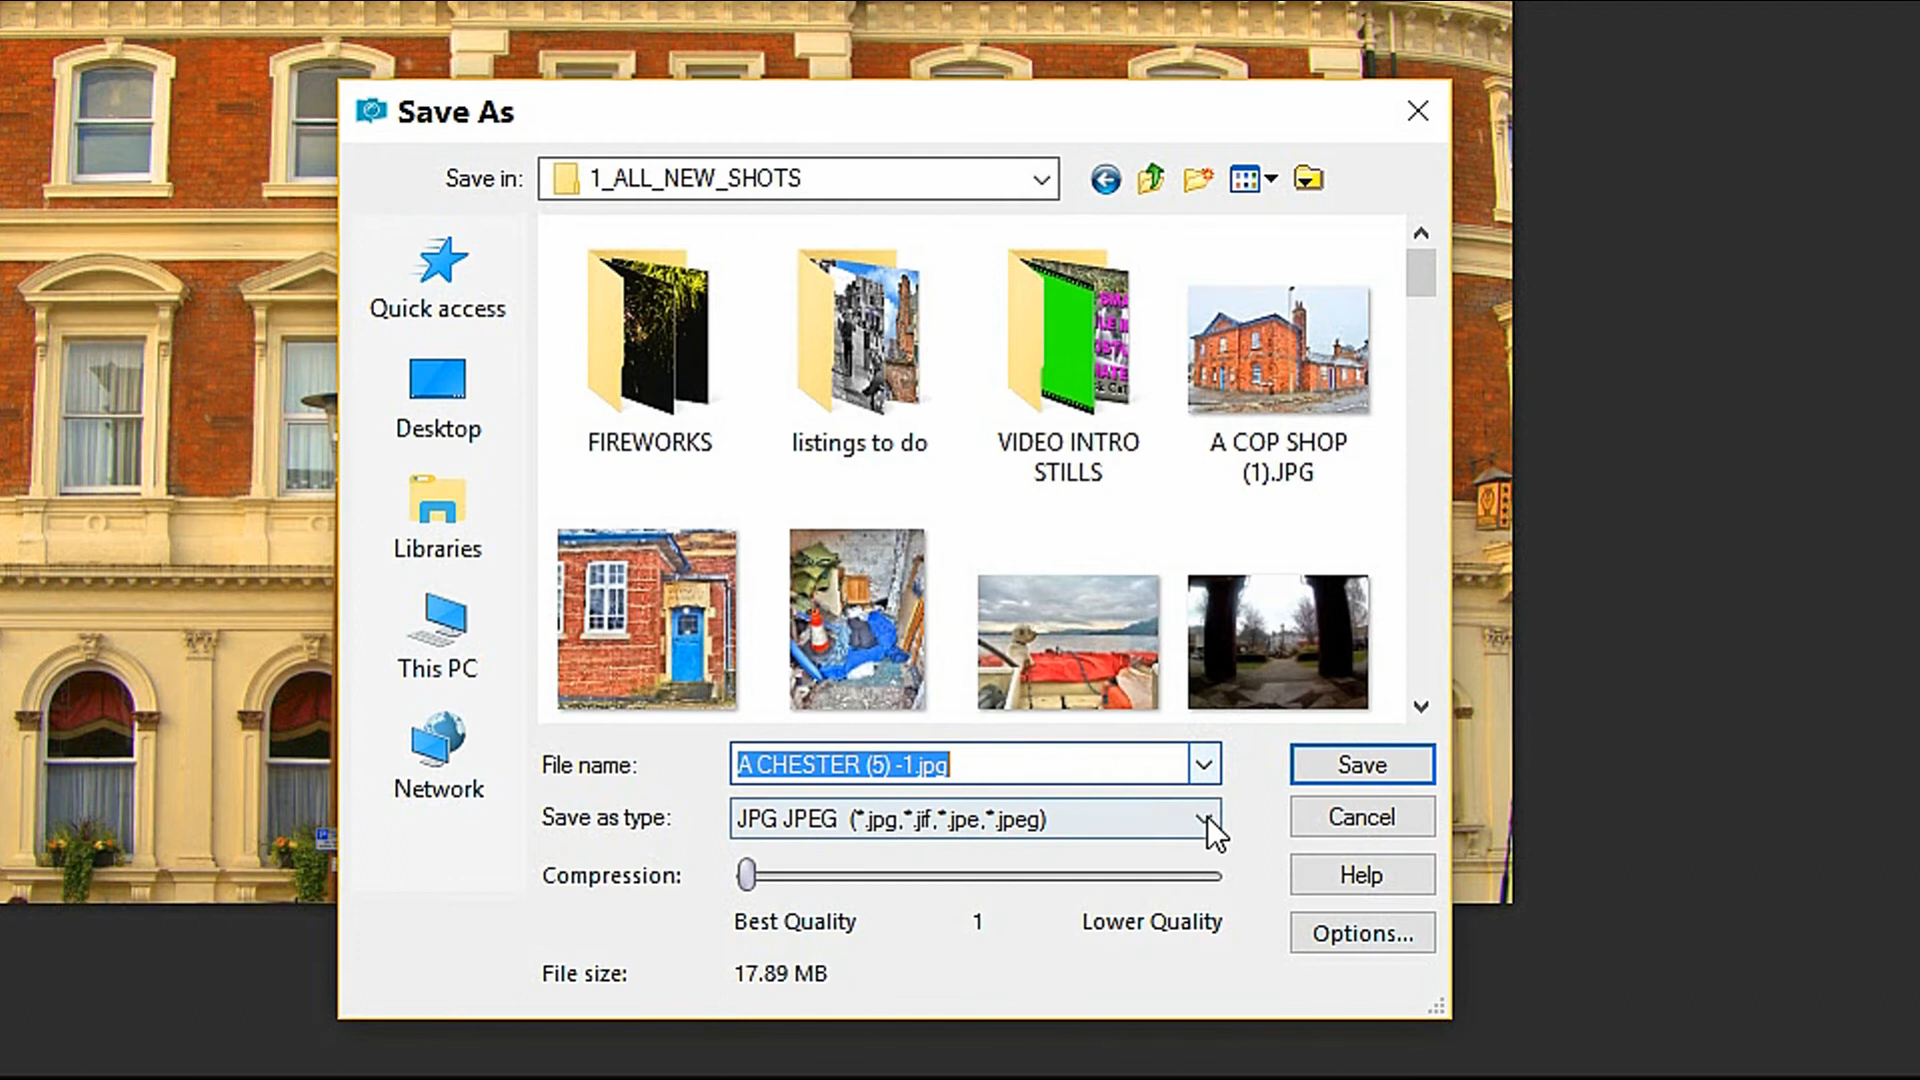 Save As
Save in:
1_ALL_NEW_SHOTS
Quick access
Desktop
Libraries
This PC
Network
FIREWORKS
listings to do
VIDEO INTRO
STILLS
A COP SHOP
(1).JPG
File name:
A CHESTER (5) -1.jpg
Save
Save as type:
JPG JPEG (*.jpg,*.jif,*.jpe,*.jpeg)
Cancel
Compression:
Help
Best Quality
1
Lower Quality
Options...
File size:
17.89 MB